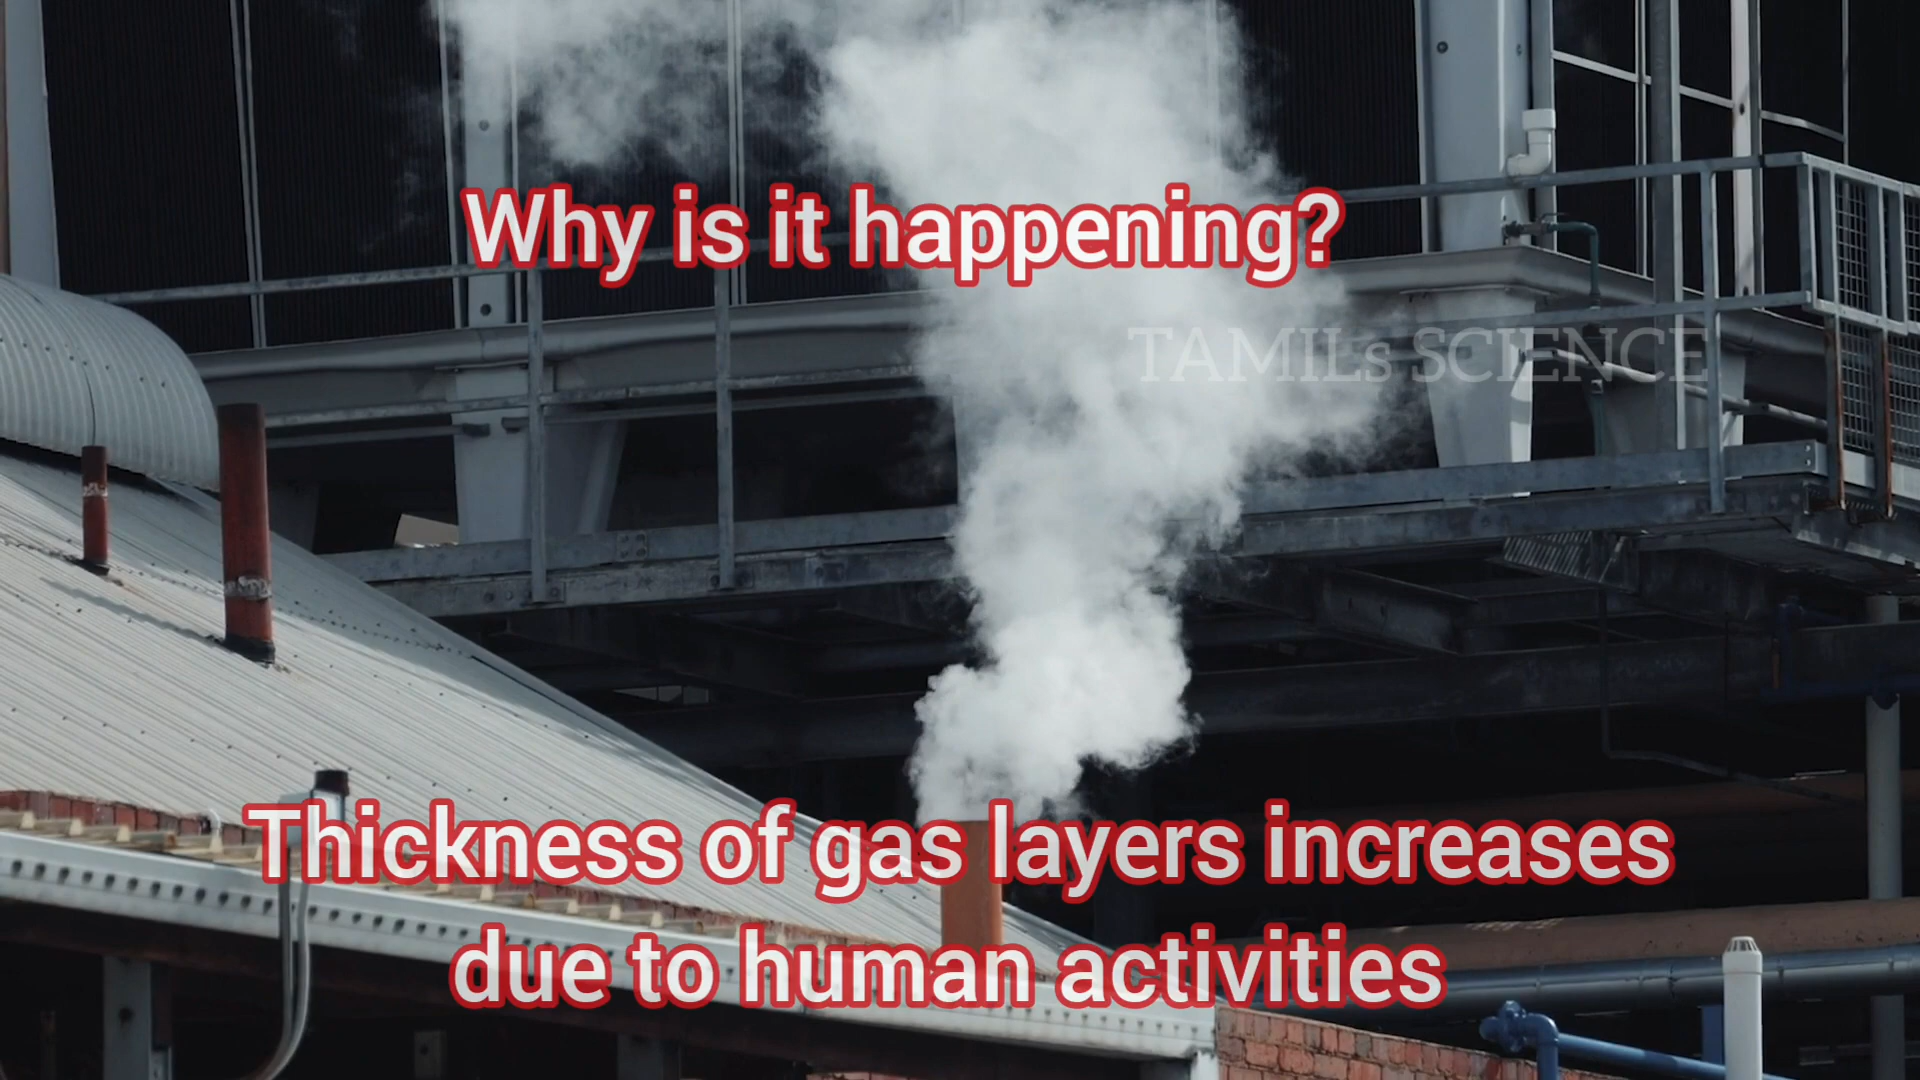 Why is it happening?
TAMILs SCIENCE
Thickness of gas layers increases
due to human activities